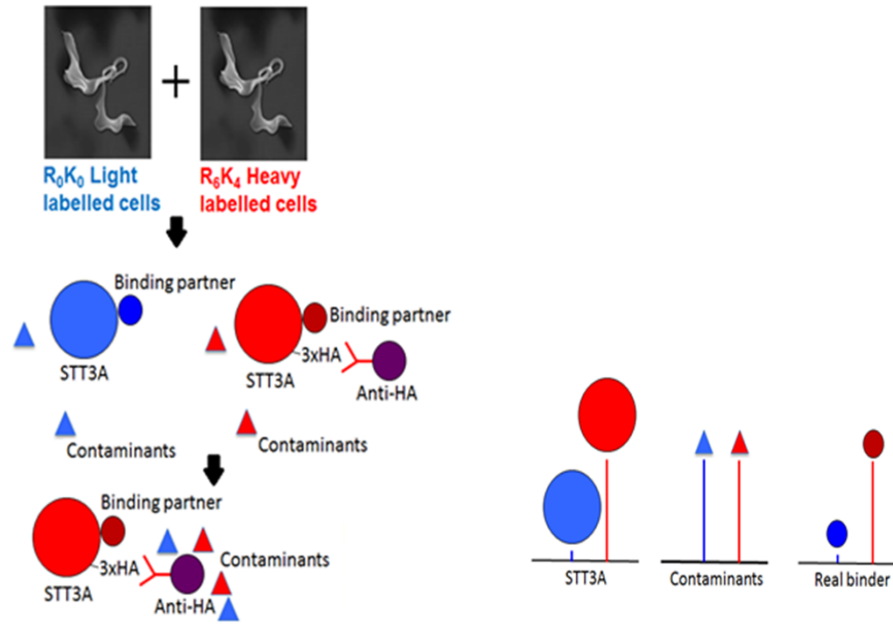 +
R₀K₀ Light
labelled cells
R₆K₄ Heavy
labelled cells
Binding partner
STT3A
Binding partner
3xHA
STT3A
Anti-HA
Contaminants
Contaminants
Binding partner
Contaminants
3xHA
STT3A
Anti-HA
STT3A
Contaminants
Real binder